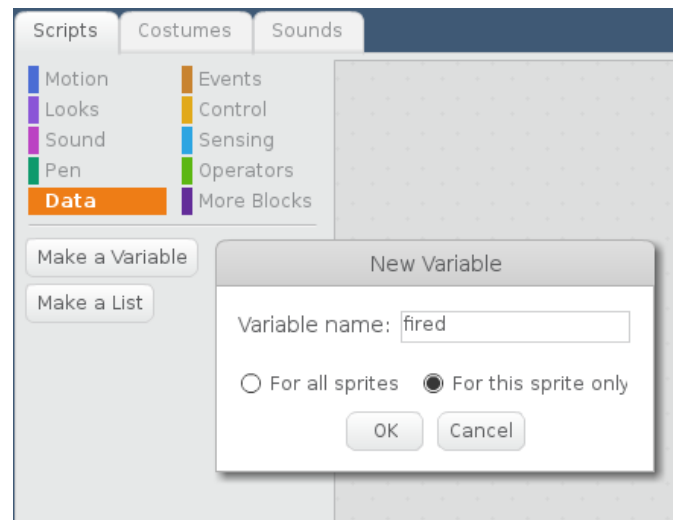 Scripts Costumes Sounds
Motion Events
Looks Control
Sound Sensing
Pen Operators
Data More Blocks
Make a Variable
Make a List
New Variable
Variable name: fired
For all sprites For this sprite only
OK Cancel